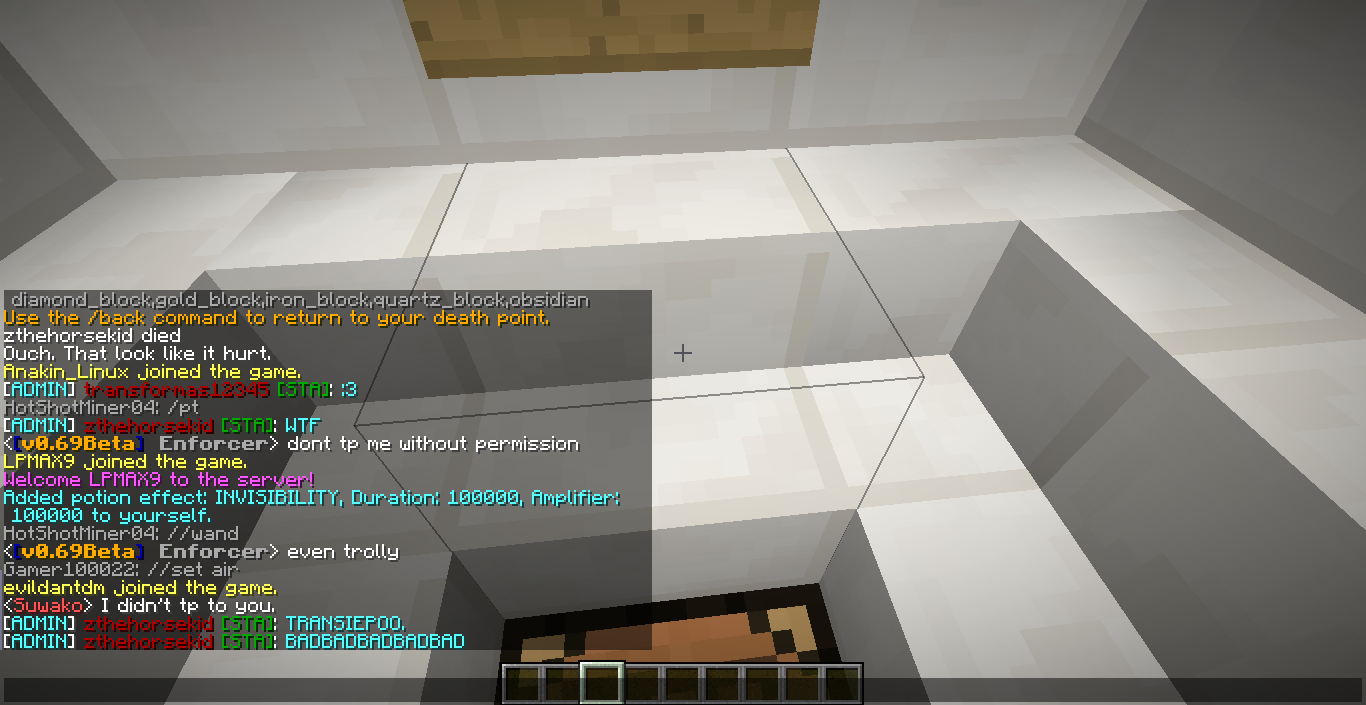 diamond_block,gold_block,iron_block,quartz_block,obsidian
Use the /back command to return to your death point.
zthehorsekid died
Ouch. That look like it hurt.
Anakin_Linux joined the game.
[ADMIN] transformas12345 [STA]: :3
HotShotMiner04: /pt
[ADMIN] zthehorsekid [STA]: WTF
<[v0.69Beta] Enforcer> dont tp me without permission
LPMAX9 joined the game.
Welcome LPMAX9 to the server!
Added potion effect: INVISIBILITY, Duration: 100000, Amplifier:
100000 to yourself.
HotShotMiner04: //wand
<[v0.69Beta] Enforcer> even trolly
Gamer100022: //set air
evildantdm joined the game.
<Suwako> I didn't tp to you.
[ADMIN] zthehorsekid [STA]: TRANSIEPOO.
[ADMIN] zthehorsekid [STA]: BADBADBADBADBAD